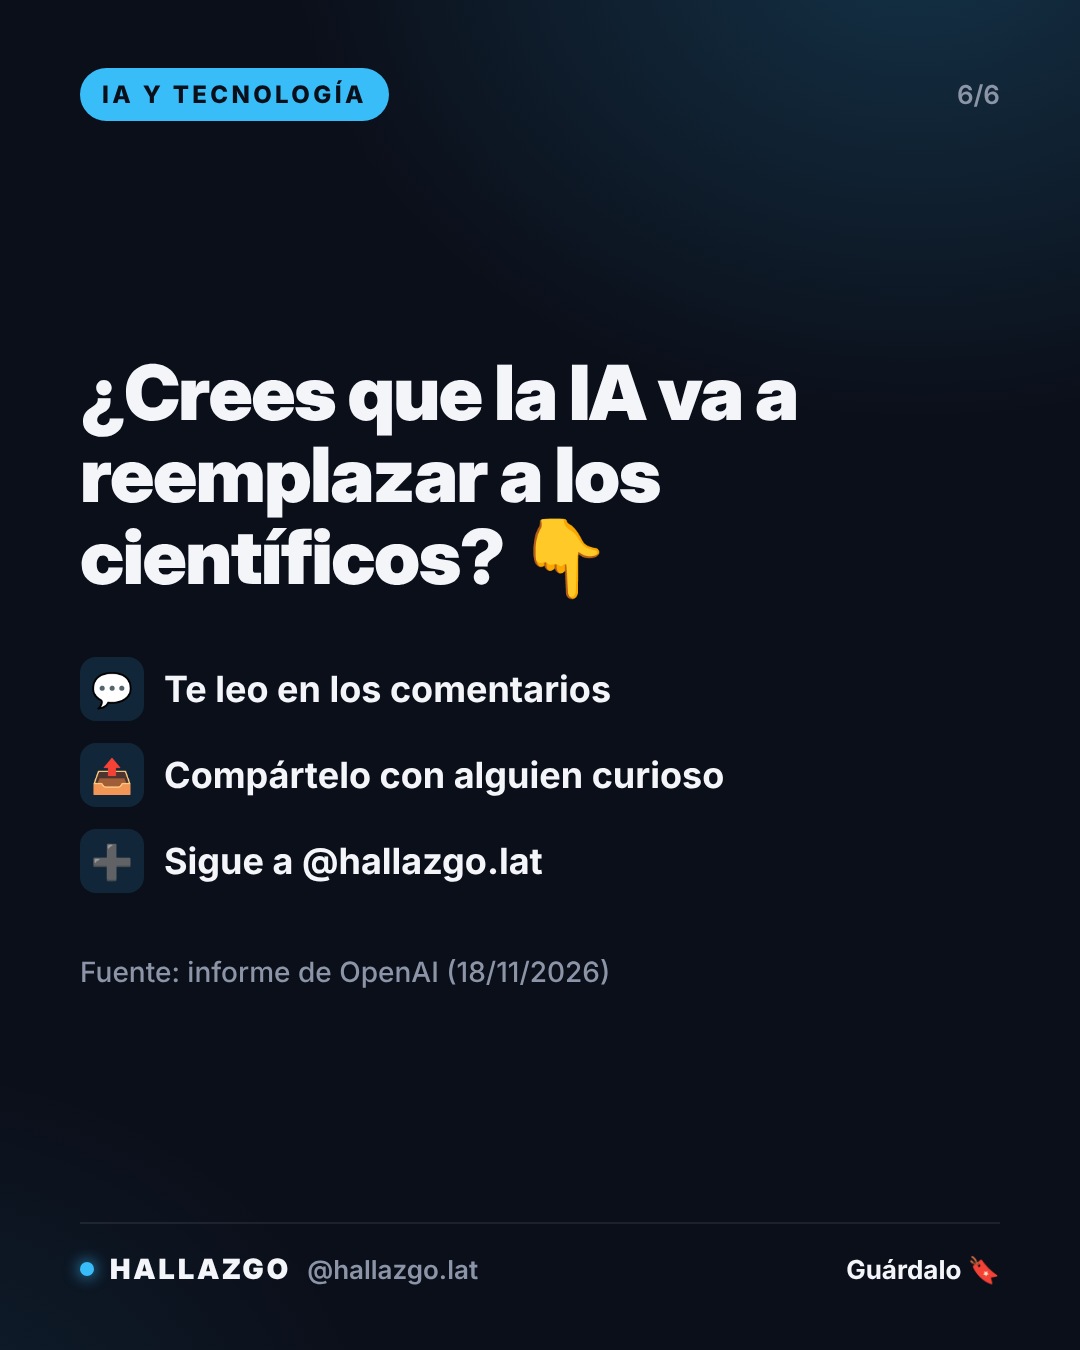 IA Y TECNOLOGÍA
6/6
¿Crees que la IA va a
reemplazar a los
científicos? 👇
Te leo en los comentarios
Compártelo con alguien curioso
Sigue a @hallazgo.lat
Fuente: informe de OpenAI (18/11/2026)
HALLAZGO @hallazgo.lat
Guárdalo 🔖